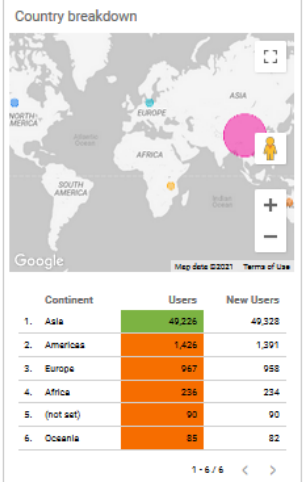 Country breakdown
ASIA
NORTH AMERICA
EUROPE
Atlantic Ocean
AFRICA
SOUTH AMERICA
Indian Ocean
+
−
Google
Map data ©2021 Terms of Use
Continent Users New Users
1. Asia 49,226 49,328
2. Americas 1,426 1,391
3. Europe 967 958
4. Africa 236 234
5. (not set) 90 90
6. Oceania 85 82
1 - 6 / 6 < >